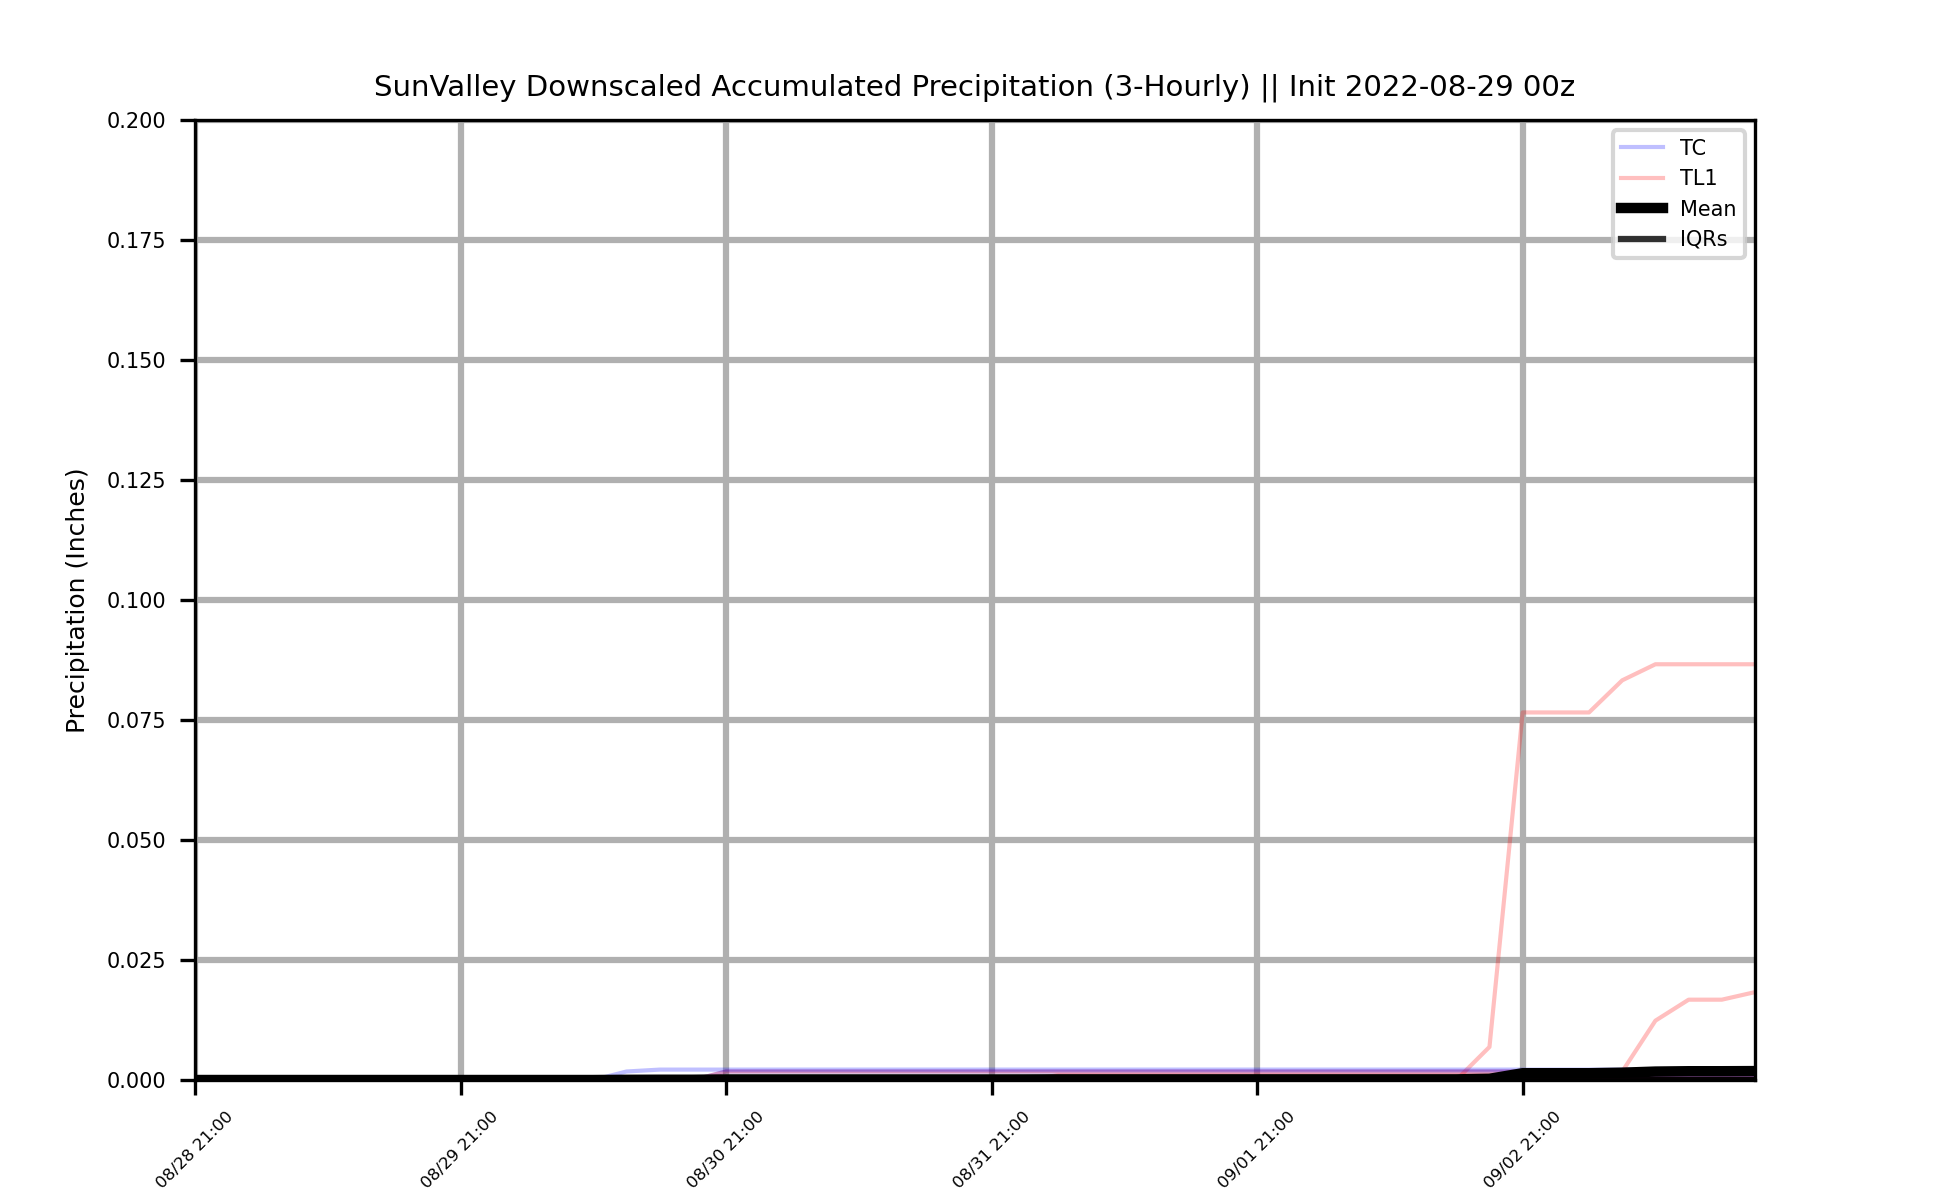 SunValley Downscaled Accumulated Precipitation (3-Hourly) || Init 2022-08-29 00z
TC
TL1
Mean
IQRs
Precipitation (Inches)
0.200
0.175
0.150
0.125
0.100
0.075
0.050
0.025
0.000
08/28 21:00
08/29 21:00
08/30 21:00
08/31 21:00
09/01 21:00
09/02 21:00